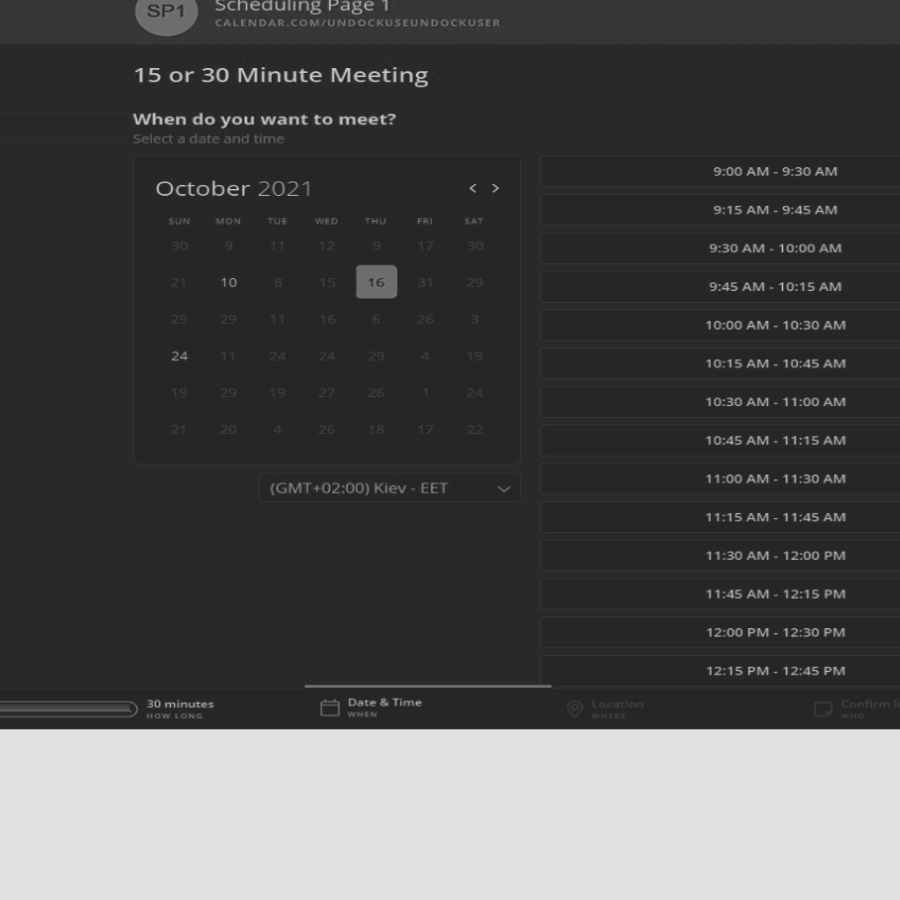 SP1
Scheduling Page 1
CALENDAR.COM/UNDOCKUSEUNDOCKUSER
15 or 30 Minute Meeting
When do you want to meet?
Select a date and time
October 2021 < >
SUN MON TUE WED THU FRI SAT
30 9 11 12 9 17 30
21 10 8 15 16 31 29
29 29 11 16 6 26 3
24 11 24 24 29 4 19
19 29 19 27 26 1 24
21 20 4 26 18 17 22
(GMT+02:00) Kiev - EET
9:00 AM - 9:30 AM
9:15 AM - 9:45 AM
9:30 AM - 10:00 AM
9:45 AM - 10:15 AM
10:00 AM - 10:30 AM
10:15 AM - 10:45 AM
10:30 AM - 11:00 AM
10:45 AM - 11:15 AM
11:00 AM - 11:30 AM
11:15 AM - 11:45 AM
11:30 AM - 12:00 PM
11:45 AM - 12:15 PM
12:00 PM - 12:30 PM
12:15 PM - 12:45 PM
30 minutes
HOW LONG
Date & Time
WHEN
Location
WHERE
Confirm
WHO